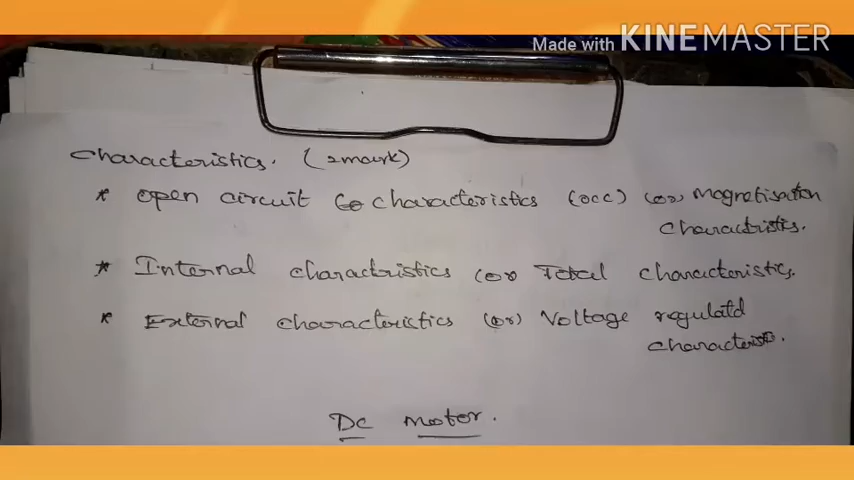 Made with KINEMASTER
Characteristics. (2mark)
* open circuit characteristics (occ) (or) magnetisation
characteristics.
* Internal characteristics (or Total characteristics.
* External characteristics (or) Voltage regulatd
characteristic.
DC motor.